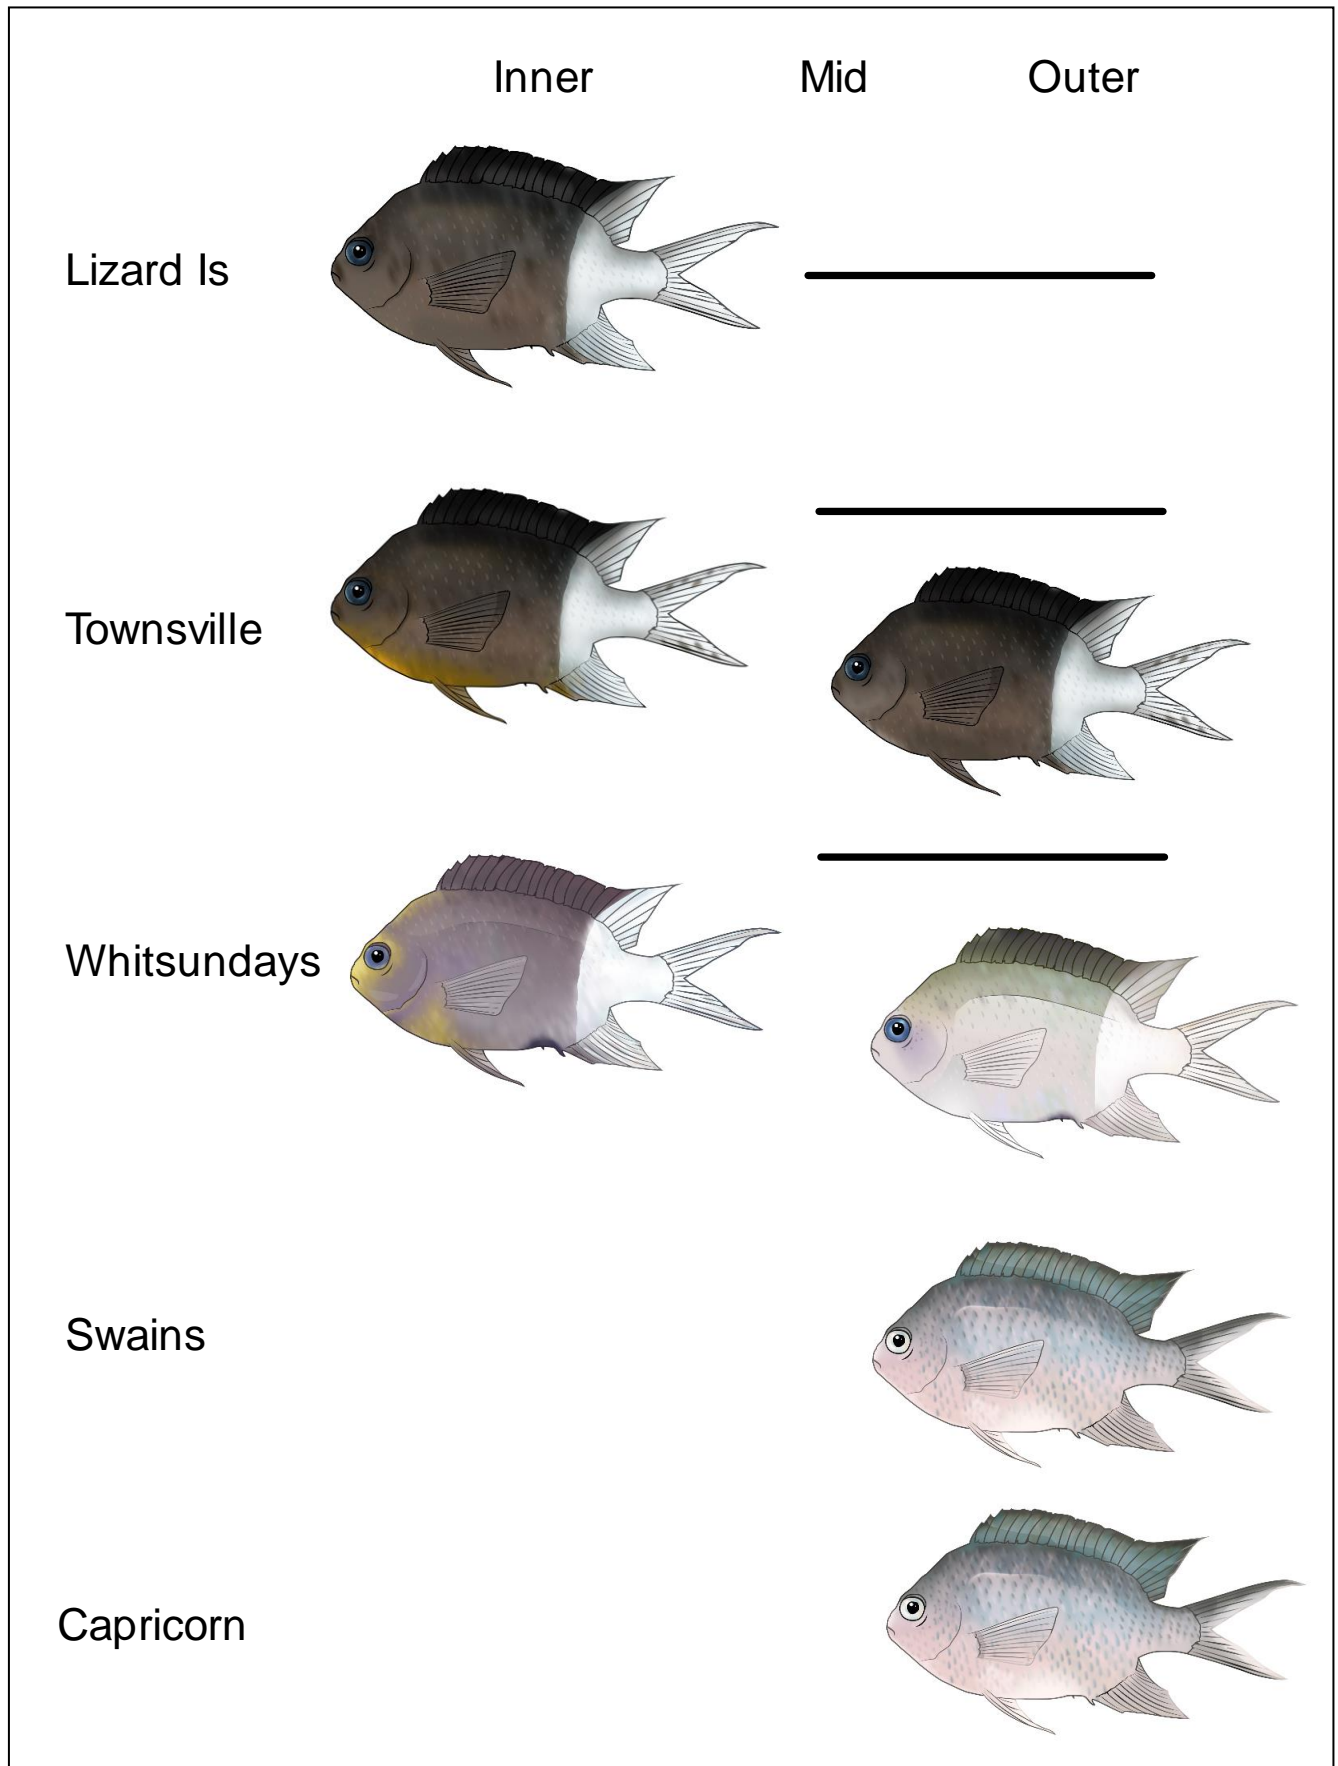 Inner Mid Outer
Lizard Is
Townsville
Whitsundays
Swains
Capricorn